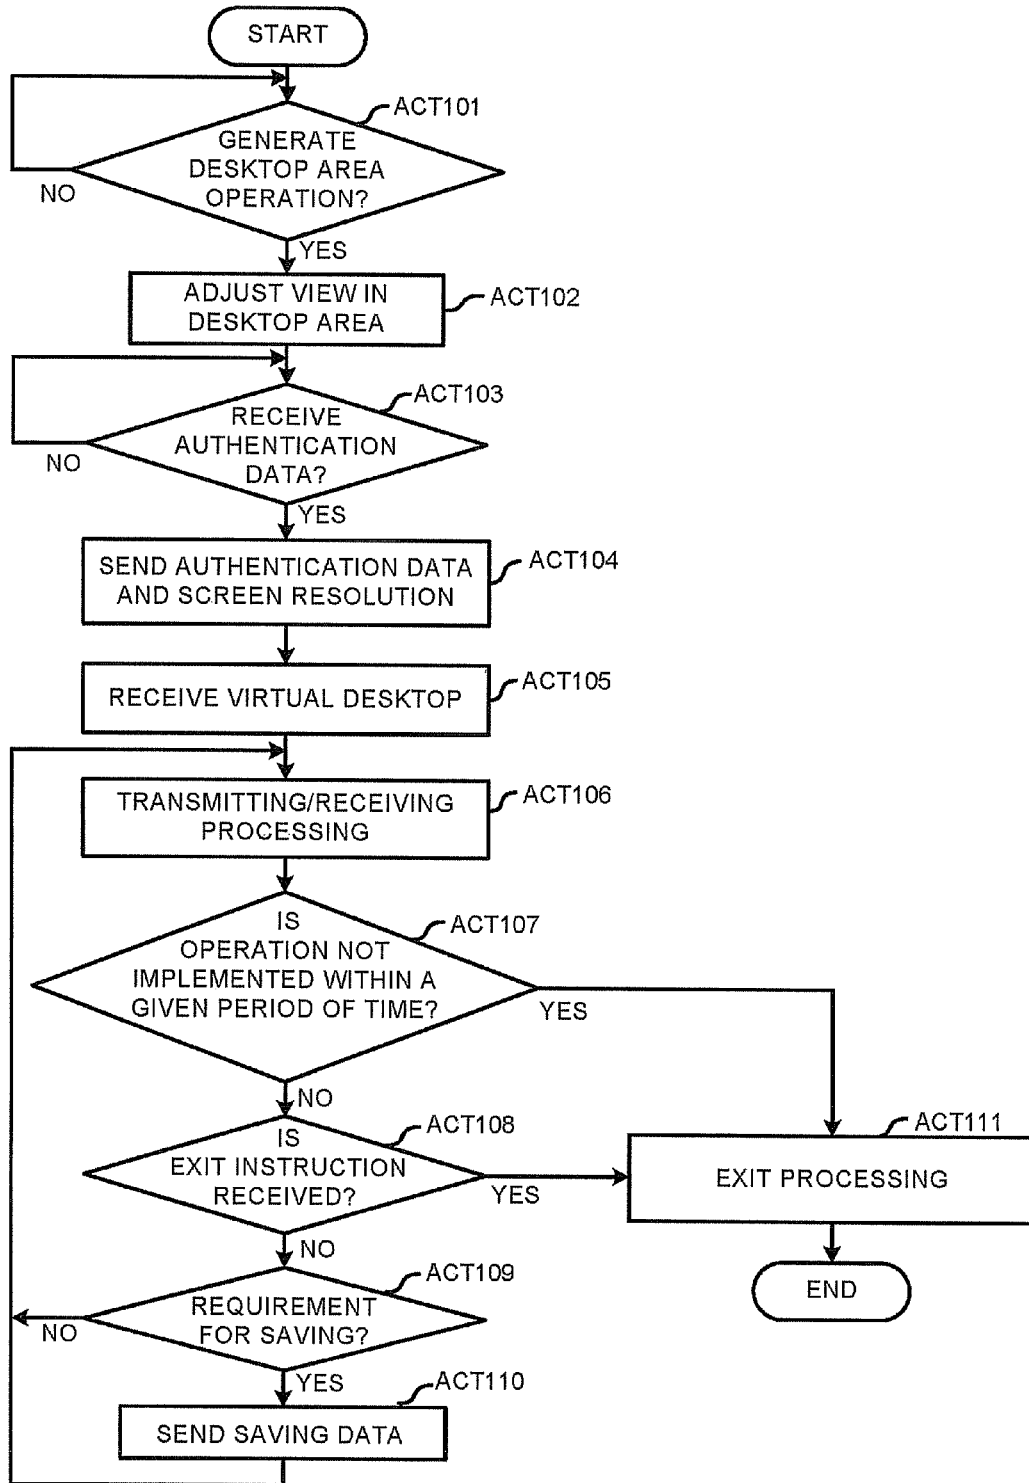 START
ACT101
GENERATE
DESKTOP AREA
OPERATION?
NO
YES
ADJUST VIEW IN
DESKTOP AREA
ACT102
ACT103
RECEIVE
AUTHENTICATION
DATA?
NO
YES
SEND AUTHENTICATION DATA
AND SCREEN RESOLUTION
ACT104
RECEIVE VIRTUAL DESKTOP
ACT105
TRANSMITTING/RECEIVING
PROCESSING
ACT106
IS
OPERATION NOT
IMPLEMENTED WITHIN A
GIVEN PERIOD OF TIME?
ACT107
YES
NO
IS
EXIT INSTRUCTION
RECEIVED?
ACT108
YES
ACT111
EXIT PROCESSING
NO
END
ACT109
REQUIREMENT
FOR SAVING?
NO
YES
ACT110
SEND SAVING DATA